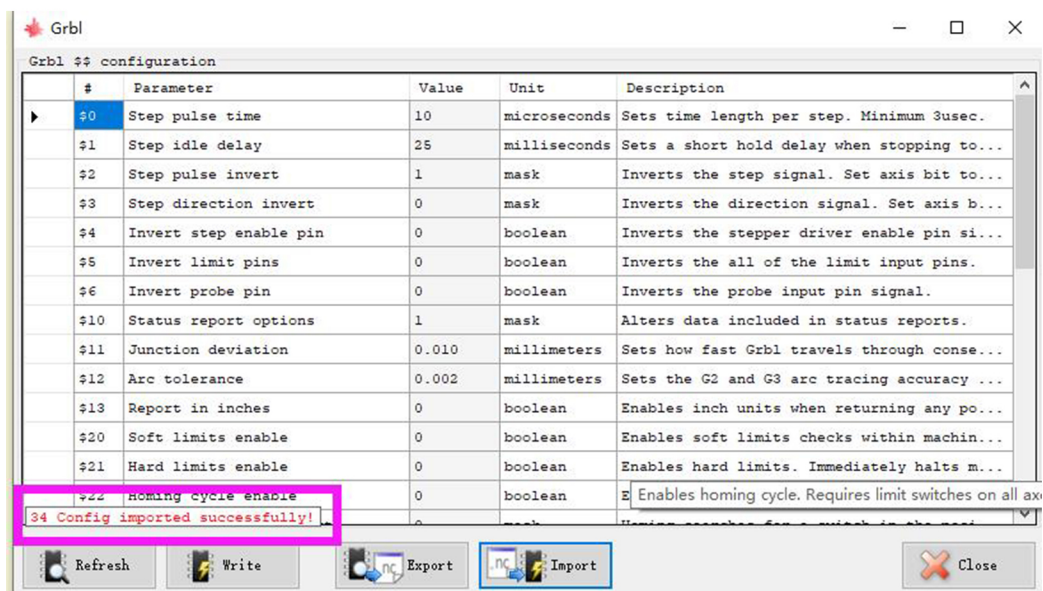 Grbl
Grbl $$ configuration
# Parameter Value Unit Description
$0 Step pulse time 10 microseconds Sets time length per step. Minimum 3usec.
$1 Step idle delay 25 milliseconds Sets a short hold delay when stopping to...
$2 Step pulse invert 1 mask Inverts the step signal. Set axis bit to...
$3 Step direction invert 0 mask Inverts the direction signal. Set axis b...
$4 Invert step enable pin 0 boolean Inverts the stepper driver enable pin si...
$5 Invert limit pins 0 boolean Inverts the all of the limit input pins.
$6 Invert probe pin 0 boolean Inverts the probe input pin signal.
$10 Status report options 1 mask Alters data included in status reports.
$11 Junction deviation 0.010 millimeters Sets how fast Grbl travels through conse...
$12 Arc tolerance 0.002 millimeters Sets the G2 and G3 arc tracing accuracy ...
$13 Report in inches 0 boolean Enables inch units when returning any po...
$20 Soft limits enable 0 boolean Enables soft limits checks within machin...
$21 Hard limits enable 0 boolean Enables hard limits. Immediately halts m...
$22 Homing cycle enable 0 boolean E Enables homing cycle. Requires limit switches on all axe
34 Config imported successfully!
Refresh Write .nc Export .nc Import Close